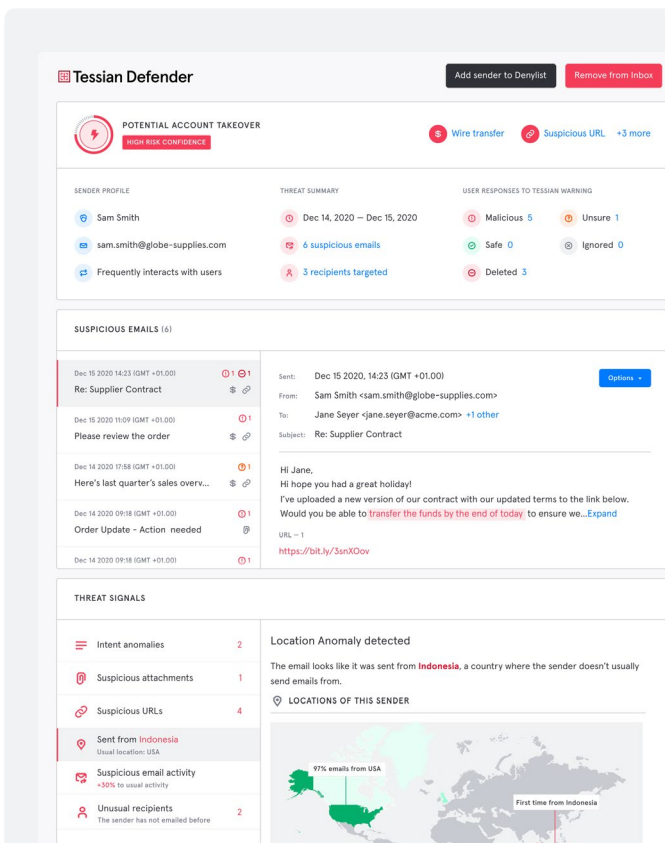 Tessian Defender
Add sender to Denylist
Remove from Inbox
POTENTIAL ACCOUNT TAKEOVER
HIGH RISK CONFIDENCE
Wire transfer
Suspicious URL
+3 more
SENDER PROFILE
Sam Smith
sam.smith@globe-supplies.com
Frequently interacts with users
THREAT SUMMARY
Dec 14, 2020 — Dec 15, 2020
6 suspicious emails
3 recipients targeted
USER RESPONSES TO TESSIAN WARNING
Malicious 5
Unsure 1
Safe 0
Ignored 0
Deleted 3
SUSPICIOUS EMAILS (6)
Dec 15 2020 14:23 (GMT +01.00) 1 1
Re: Supplier Contract
Dec 15 2020 11:09 (GMT +01.00) 1
Please review the order
Dec 14 2020 17:58 (GMT +01.00) 1
Here's last quarter's sales overv...
Dec 14 2020 09:18 (GMT +01.00) 1
Order Update - Action needed
Dec 14 2020 09:18 (GMT +01.00) 1
Sent: Dec 15 2020, 14:23 (GMT +01.00)
Options
From: Sam Smith <sam.smith@globe-supplies.com>
To: Jane Seyer <jane.seyer@acme.com> +1 other
Subject: Re: Supplier Contract
Hi Jane,
Hi hope you had a great holiday!
I've uploaded a new version of our contract with our updated terms to the link below.
Would you be able to transfer the funds by the end of today to ensure we...Expand
URL — 1
https://bit.ly/3snXOov
THREAT SIGNALS
Intent anomalies 2
Suspicious attachments 1
Suspicious URLs 4
Sent from Indonesia
Usual location: USA
Suspicious email activity
+30% to usual activity
Unusual recipients 2
The sender has not emailed before
Location Anomaly detected
The email looks like it was sent from Indonesia, a country where the sender doesn't usually
send emails from.
LOCATIONS OF THIS SENDER
97% emails from USA
First time from Indonesia